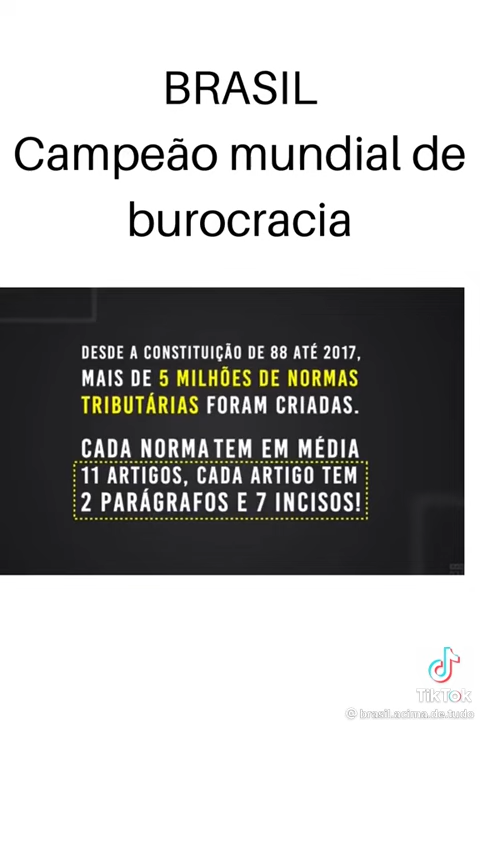 BRASIL
Campeão mundial de
burocracia
DESDE A CONSTITUIÇÃO DE 88 ATÉ 2017,
MAIS DE 5 MILHÕES DE NORMAS
TRIBUTÁRIAS FORAM CRIADAS.
CADA NORMA TEM EM MÉDIA
11 ARTIGOS, CADA ARTIGO TEM
2 PARÁGRAFOS E 7 INCISOS!
TikTok
@ brasil.acima.de.tudo